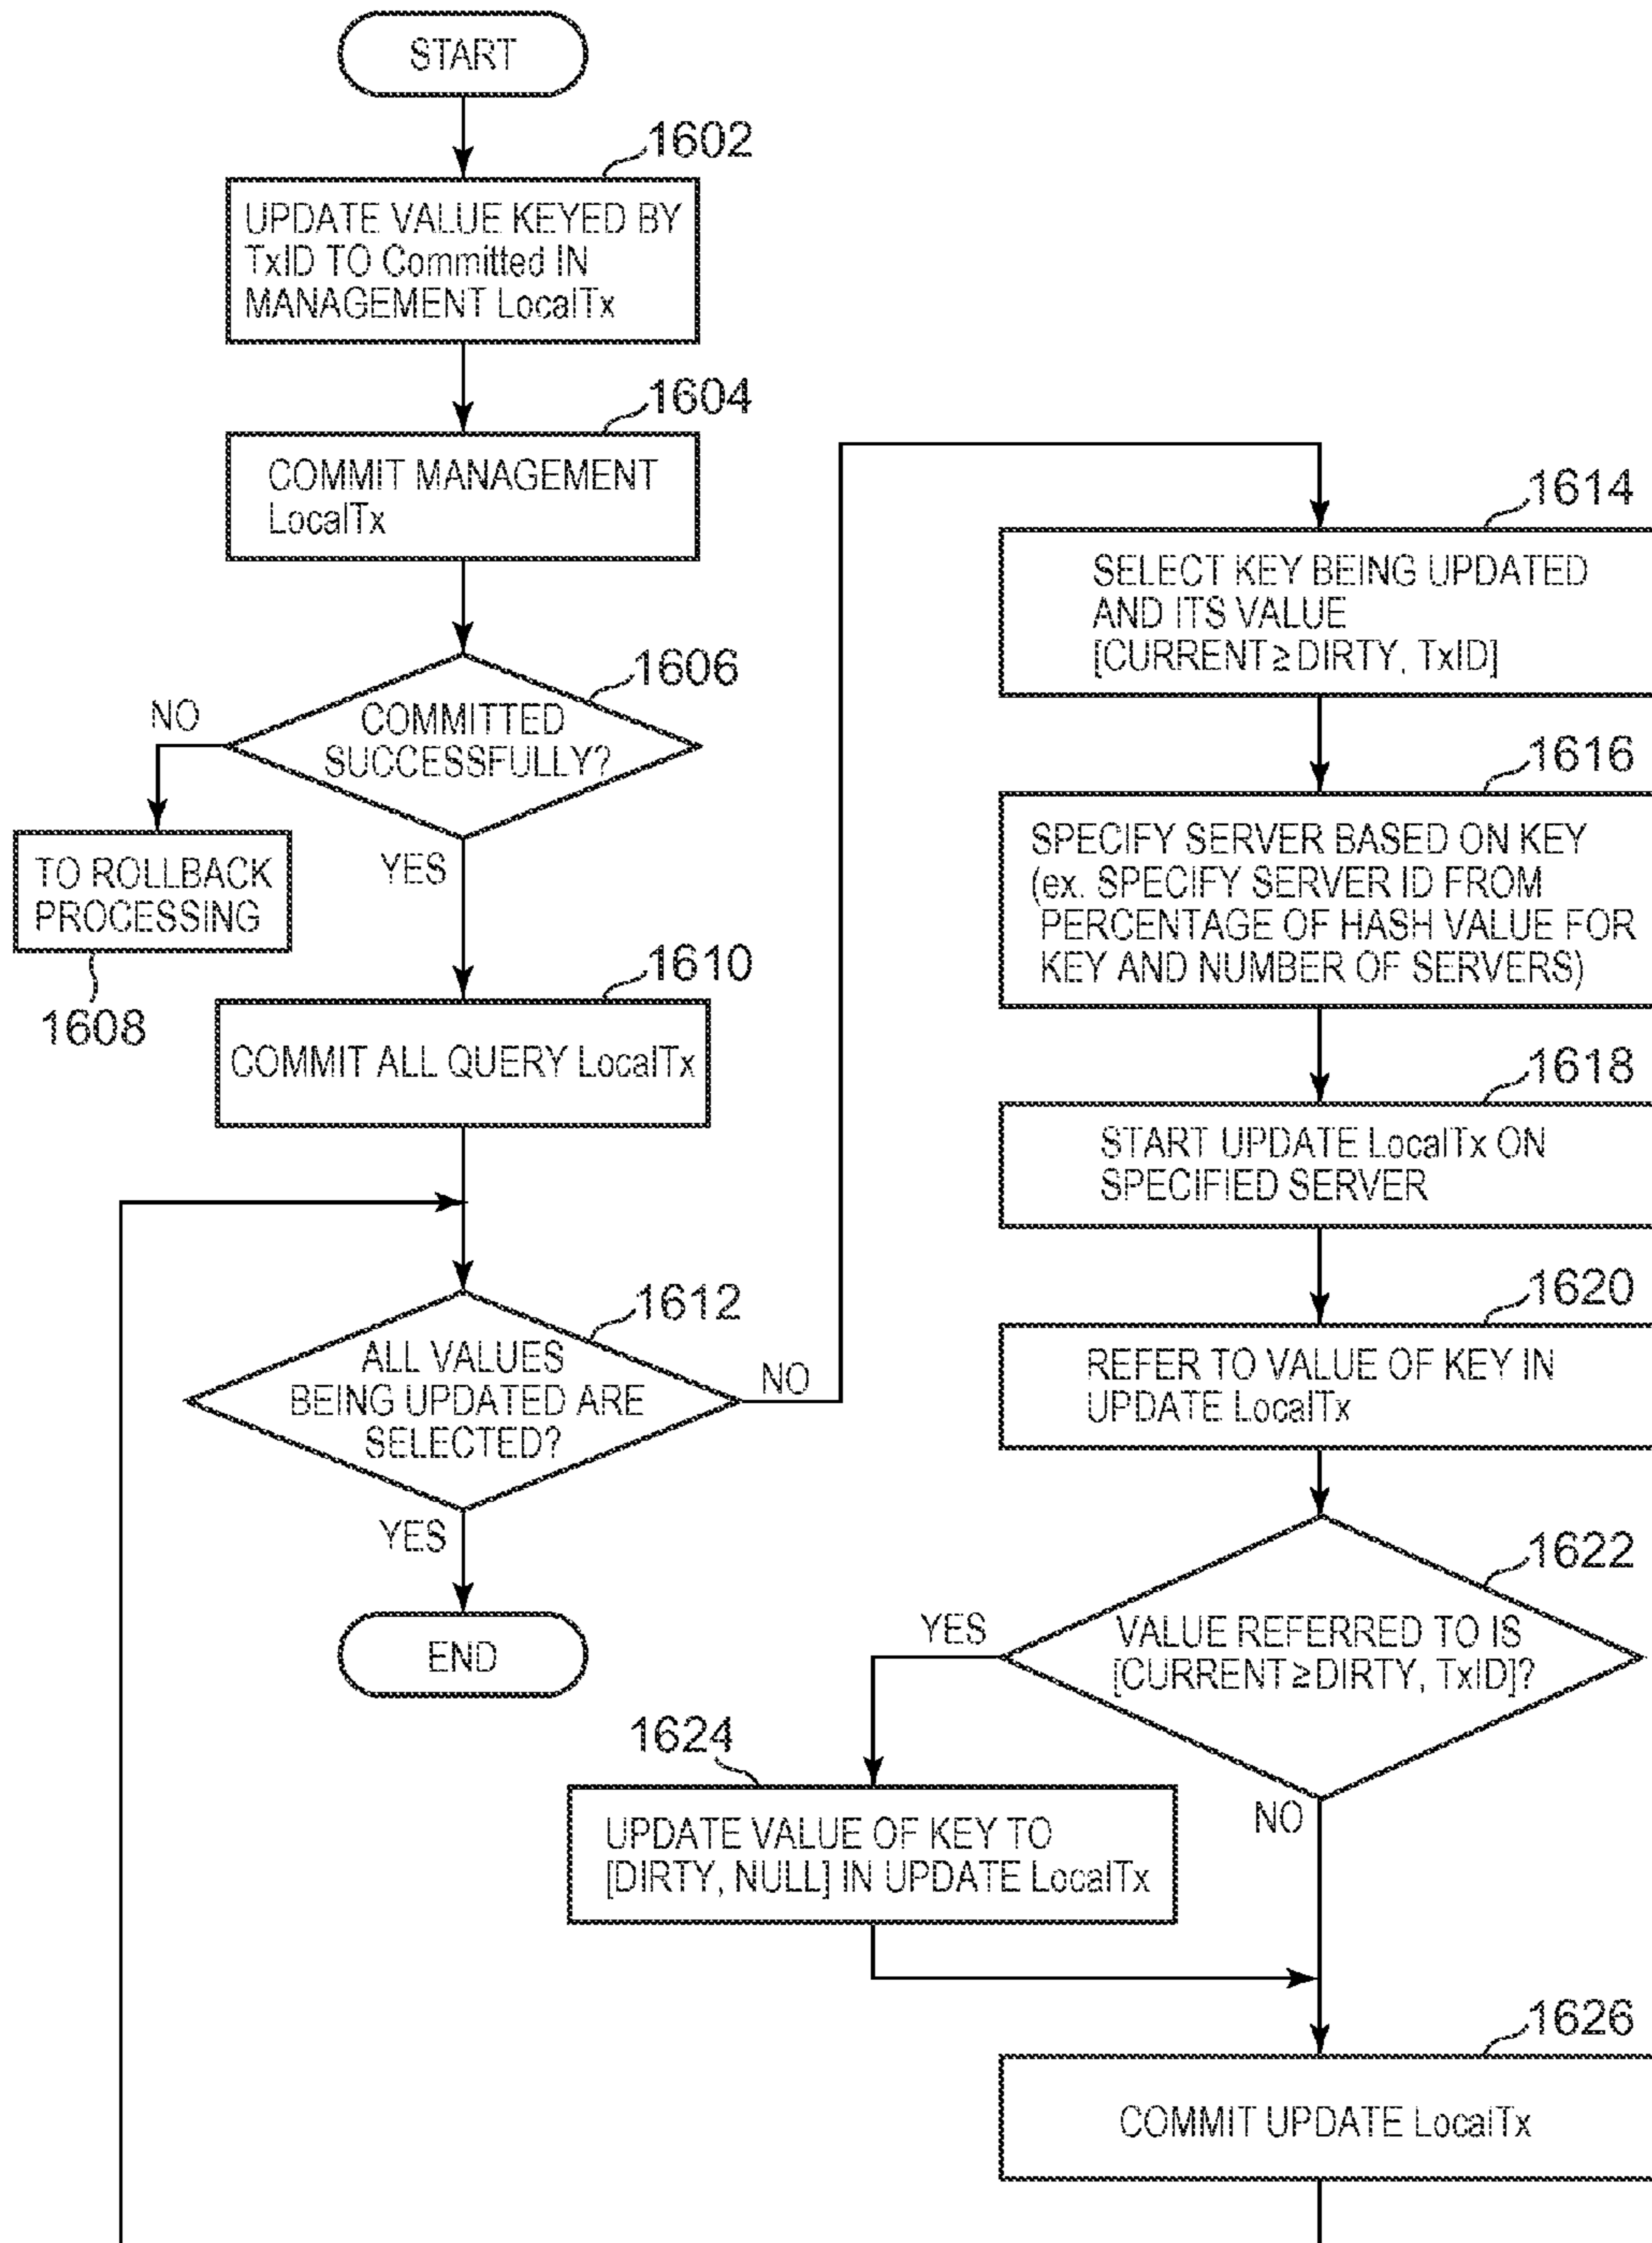 START
1602
UPDATE VALUE KEYED BY
TxID TO Committed IN
MANAGEMENT LocalTx
1604
COMMIT MANAGEMENT
LocalTx
1606
COMMITTED
SUCCESSFULLY?
NO
YES
TO ROLLBACK
PROCESSING
1608
1610
COMMIT ALL QUERY LocalTx
1612
ALL VALUES
BEING UPDATED ARE
SELECTED?
NO
YES
END
1614
SELECT KEY BEING UPDATED
AND ITS VALUE
[CURRENT≥DIRTY, TxID]
1616
SPECIFY SERVER BASED ON KEY
(ex. SPECIFY SERVER ID FROM
PERCENTAGE OF HASH VALUE FOR
KEY AND NUMBER OF SERVERS)
1618
START UPDATE LocalTx ON
SPECIFIED SERVER
1620
REFER TO VALUE OF KEY IN
UPDATE LocalTx
1622
VALUE REFERRED TO IS
[CURRENT≥DIRTY, TxID]?
YES
NO
1624
UPDATE VALUE OF KEY TO
[DIRTY, NULL] IN UPDATE LocalTx
1626
COMMIT UPDATE LocalTx